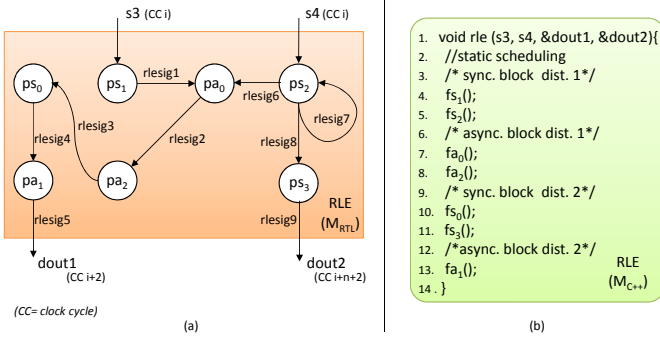 s3 (CC i)
s4 (CC i)
ps0
ps1
rlesig1
pa0
rlesig6
ps2
rlesig7
rlesig4
rlesig3
rlesig2
rlesig8
pa1
pa2
ps3
rlesig5
rlesig9
RLE
(MRTL)
dout1
(CC i+2)
dout2
(CC i+n+2)
(CC= clock cycle)
(a)
1. void rle (s3, s4, &dout1, &dout2){
2. //static scheduling
3. /* sync. block dist. 1*/
4. fs1();
5. fs2();
6. /* async. block dist. 1*/
7. fa0();
8. fa2();
9. /* sync. block dist. 2*/
10. fs0();
11. fs3();
12. /*async. block dist. 2*/
13. fa1();
14 . }
RLE
(MC++)
(b)